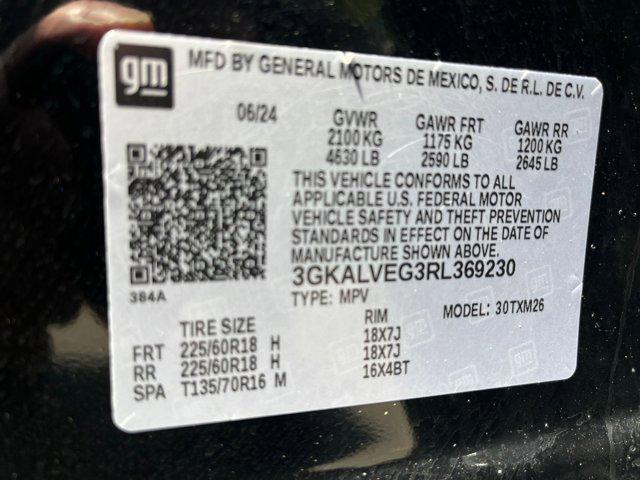 gm
MFD BY GENERAL MOTORS DE MEXICO, S. DE R.L. DE C.V.
06/24 GVWR GAWR FRT GAWR RR
2100 KG 1175 KG 1200 KG
4630 LB 2590 LB 2645 LB
THIS VEHICLE CONFORMS TO ALL
APPLICABLE U.S. FEDERAL MOTOR
VEHICLE SAFETY AND THEFT PREVENTION
STANDARDS IN EFFECT ON THE DATE OF
MANUFACTURE SHOWN ABOVE.
3GKALVEG3RL369230
384A TYPE: MPV MODEL: 30TXM26
TIRE SIZE RIM
FRT 225/60R18 H 18X7J
RR 225/60R18 H 18X7J
SPA T135/70R16 M 16X4BT